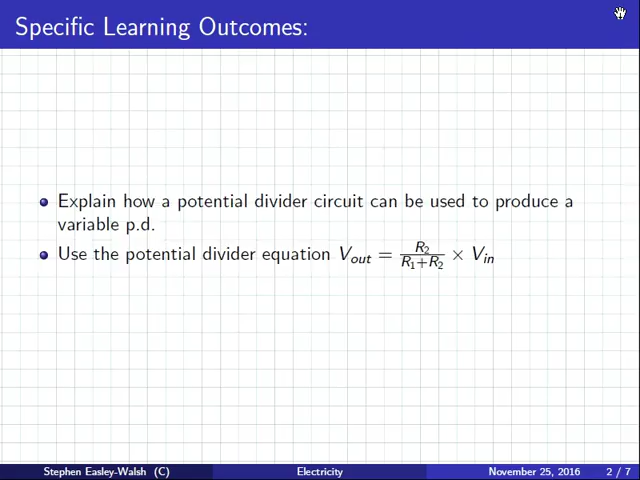 Specific Learning Outcomes:
Explain how a potential divider circuit can be used to produce a
variable p.d.
Use the potential divider equation V_out = R_2/(R_1+R_2) × V_in
Stephen Easley-Walsh (C) Electricity November 25, 2016 2 / 7